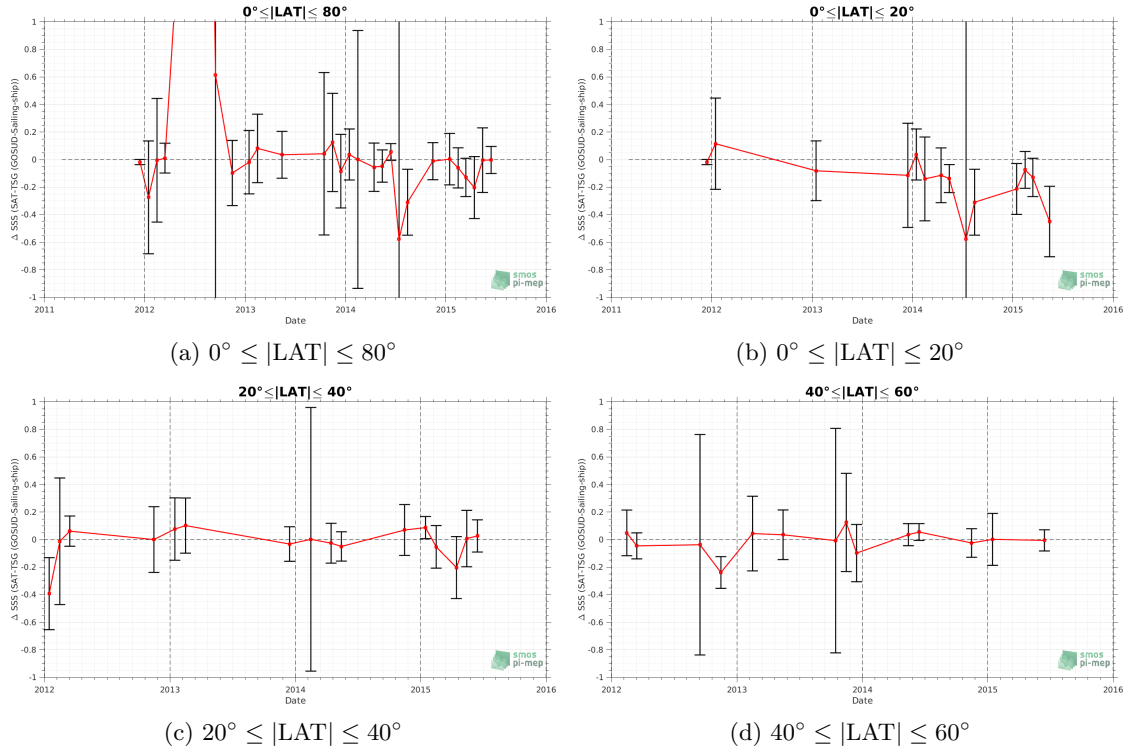 0°≤|LAT|≤ 80°
Δ SSS (SAT-TSG (GOSUD-Sailing-ship))
1
0.8
0.6
0.4
0.2
0
-0.2
-0.4
-0.6
-0.8
-1
2011
2012
2013
2014
2015
2016
Date
smos
pi-mep
(a) 0° ≤ |LAT| ≤ 80°
0°≤|LAT|≤ 20°
Δ SSS (SAT-TSG (GOSUD-Sailing-ship))
1
0.8
0.6
0.4
0.2
0
-0.2
-0.4
-0.6
-0.8
-1
2011
2012
2013
2014
2015
2016
Date
smos
pi-mep
(b) 0° ≤ |LAT| ≤ 20°
20°≤|LAT|≤ 40°
Δ SSS (SAT-TSG (GOSUD-Sailing-ship))
1
0.8
0.6
0.4
0.2
0
-0.2
-0.4
-0.6
-0.8
-1
2012
2013
2014
2015
2016
Date
smos
pi-mep
(c) 20° ≤ |LAT| ≤ 40°
40°≤|LAT|≤ 60°
Δ SSS (SAT-TSG (GOSUD-Sailing-ship))
1
0.8
0.6
0.4
0.2
0
-0.2
-0.4
-0.6
-0.8
-1
2012
2013
2014
2015
2016
Date
smos
pi-mep
(d) 40° ≤ |LAT| ≤ 60°